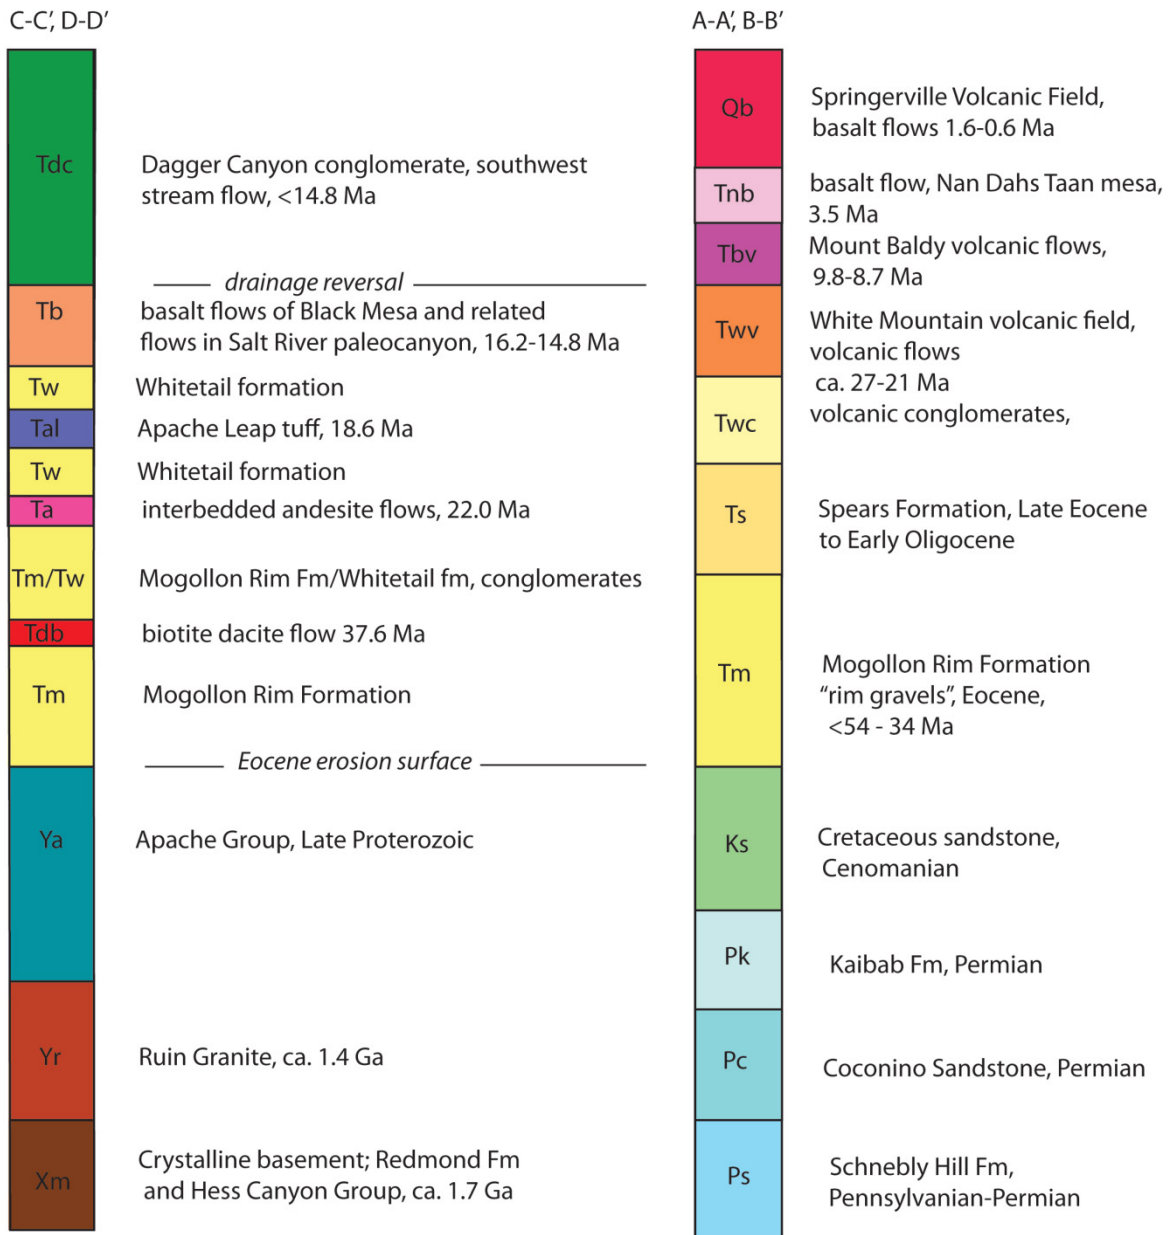 C-C’, D-D’
Tdc
Dagger Canyon conglomerate, southwest
stream flow, <14.8 Ma
drainage reversal
Tb
basalt flows of Black Mesa and related
flows in Salt River paleocanyon, 16.2-14.8 Ma
Tw
Whitetail formation
Tal
Apache Leap tuff, 18.6 Ma
Tw
Whitetail formation
Ta
interbedded andesite flows, 22.0 Ma
Tm/Tw
Mogollon Rim Fm/Whitetail fm, conglomerates
Tdb
biotite dacite flow 37.6 Ma
Tm
Mogollon Rim Formation
Eocene erosion surface
Ya
Apache Group, Late Proterozoic
Yr
Ruin Granite, ca. 1.4 Ga
Xm
Crystalline basement; Redmond Fm
and Hess Canyon Group, ca. 1.7 Ga
A-A’, B-B’
Qb
Springerville Volcanic Field,
basalt flows 1.6-0.6 Ma
Tnb
basalt flow, Nan Dahs Taan mesa,
3.5 Ma
Tbv
Mount Baldy volcanic flows,
9.8-8.7 Ma
Twv
White Mountain volcanic field,
volcanic flows
ca. 27-21 Ma
Twc
volcanic conglomerates,
Ts
Spears Formation, Late Eocene
to Early Oligocene
Tm
Mogollon Rim Formation
“rim gravels”, Eocene,
<54 - 34 Ma
Ks
Cretaceous sandstone,
Cenomanian
Pk
Kaibab Fm, Permian
Pc
Coconino Sandstone, Permian
Ps
Schnebly Hill Fm,
Pennsylvanian-Permian